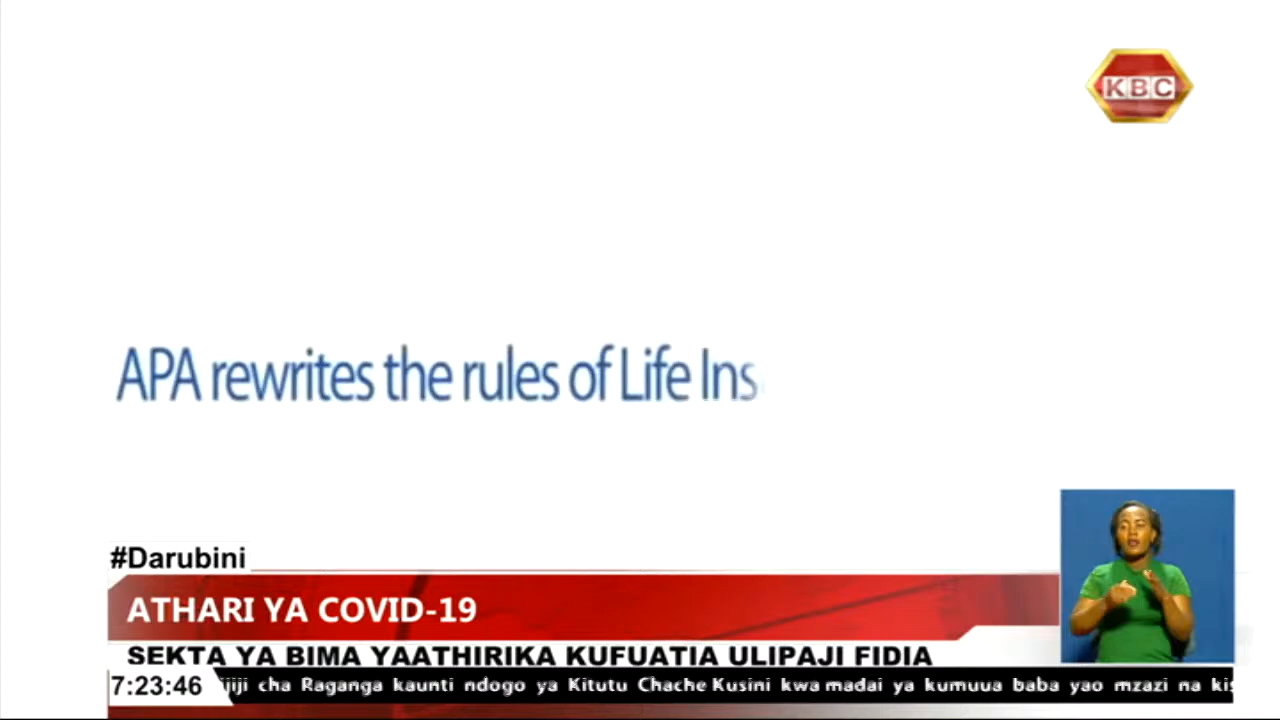 KBC
APA rewrites the rules of Life Ins
#Darubini
ATHARI YA COVID-19
SEKTA YA BIMA YAATHIRIKA KUFUATIA ULIPAJI FIDIA
7:23:46
cha Raganga kaunti ndogo ya Kitutu Chache Kusini kwa madai ya kumuua baba yao mzazi na